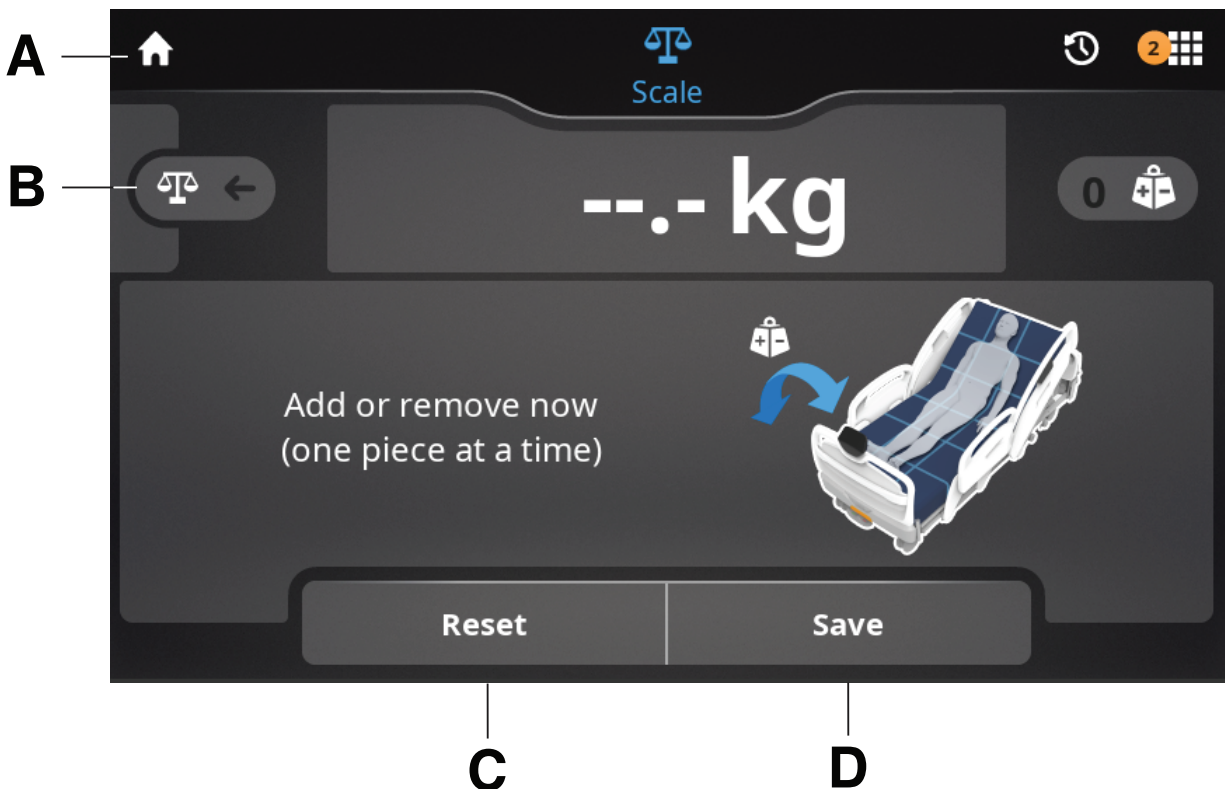 A
2
Scale
B
--.- kg
0
Add or remove now
(one piece at a time)
Reset
Save
C
D